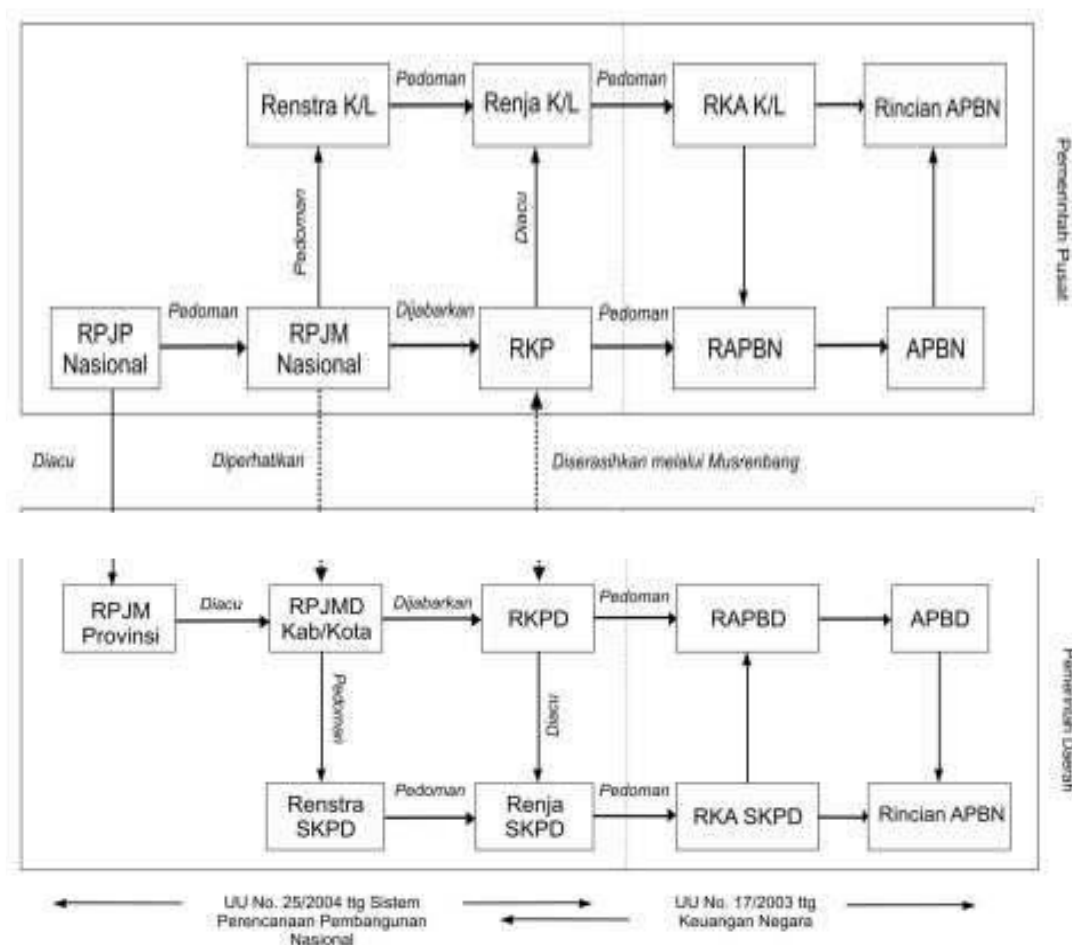 Pedoman
Pedoman
Renstra K/L
Renja K/L
RKA K/L
Rincian APBN
Pemerintah Pusat
Pedoman
Diacu
Pedoman
Dijabarkan
Pedoman
RPJP
Nasional
RPJM
Nasional
RKP
RAPBN
APBN
Diacu
Diperhatikan
Diserasihkan melalui Musrenbang
RPJM
Provinsi
Diacu
RPJMD
Kab/Kota
Dijabarkan
RKPD
Pedoman
RAPBD
APBD
Pemerintah Daerah
Pedoman
Diacu
Renstra
SKPD
Pedoman
Renja
SKPD
Pedoman
RKA SKPD
Rincian APBN
UU No. 25/2004 ttg Sistem
Perencanaan Pembangunan
Nasional
UU No. 17/2003 ttg
Keuangan Negara